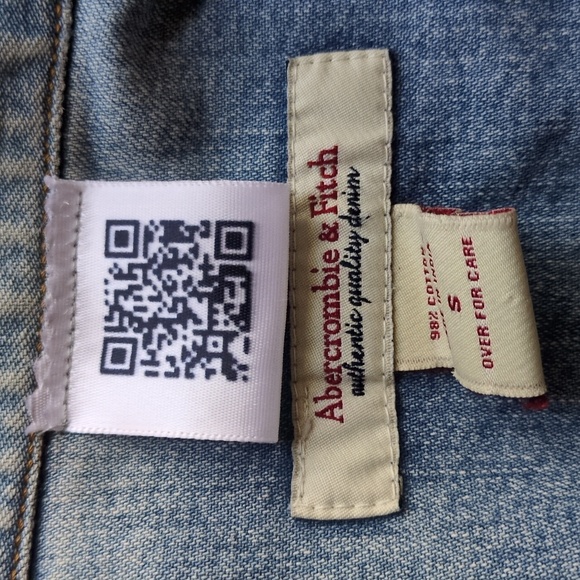 Abercrombie & Fitch
authentic quality denim
98% COTTON
S
OVER FOR CARE